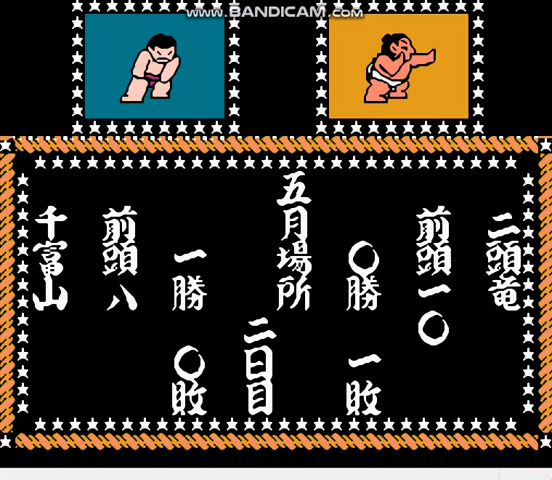 www.BANDICAM.com
二頭竜
前頭一〇
〇勝 一敗
五月場所
二日目
一勝 〇敗
前頭八
千富山